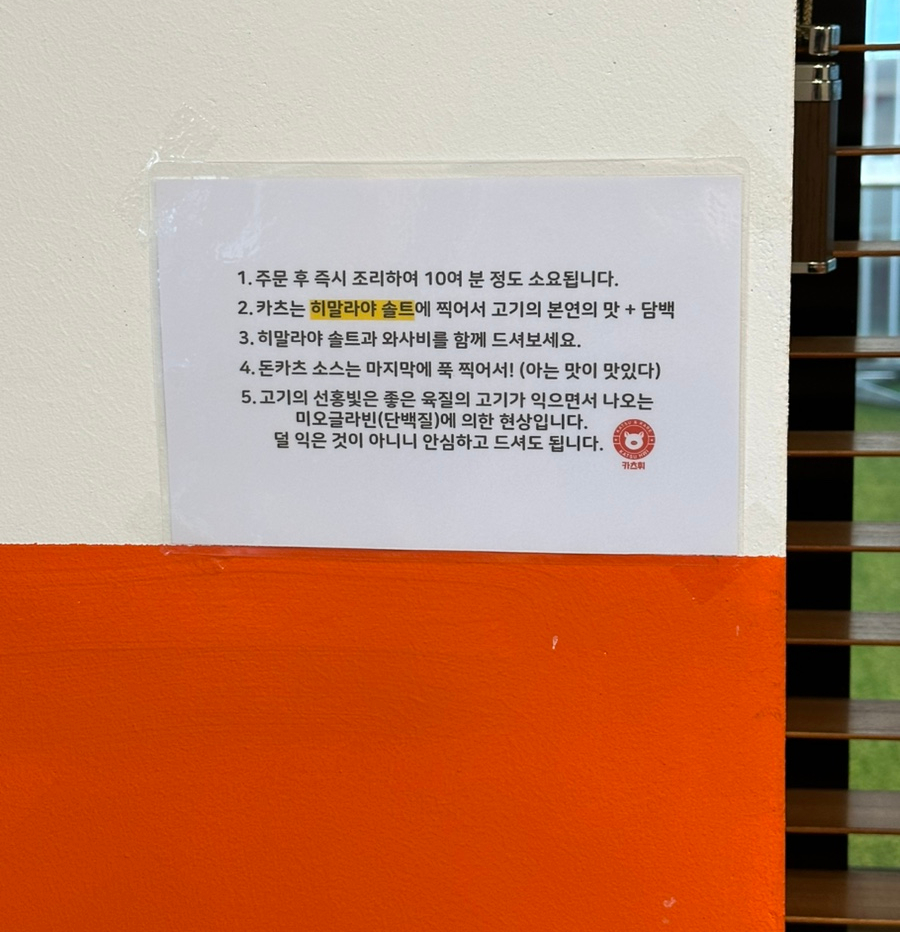 1. 주문 후 즉시 조리하여 10여 분 정도 소요됩니다.
2. 카츠는 히말라야 솔트에 찍어서 고기의 본연의 맛 + 담백
3. 히말라야 솔트과 와사비를 함께 드셔보세요.
4. 돈카츠 소스는 마지막에 푹 찍어서! (아는 맛이 맛있다)
5. 고기의 선홍빛은 좋은 육질의 고기가 익으면서 나오는
미오글라빈(단백질)에 의한 현상입니다.
덜 익은 것이 아니니 안심하고 드셔도 됩니다.
카츠휘